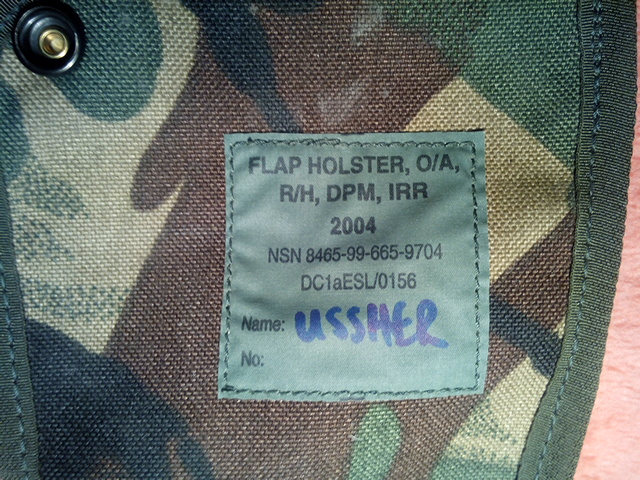 FLAP HOLSTER, O/A,
R/H, DPM, IRR
2004
NSN 8465-99-665-9704
DC1aESL/0156
Name: USSHER
No: